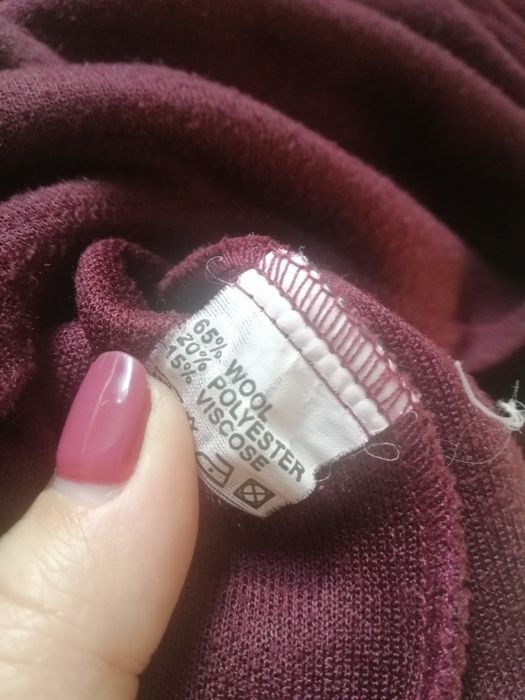 65% WOOL
20% POLYESTER
15% VISCOSE